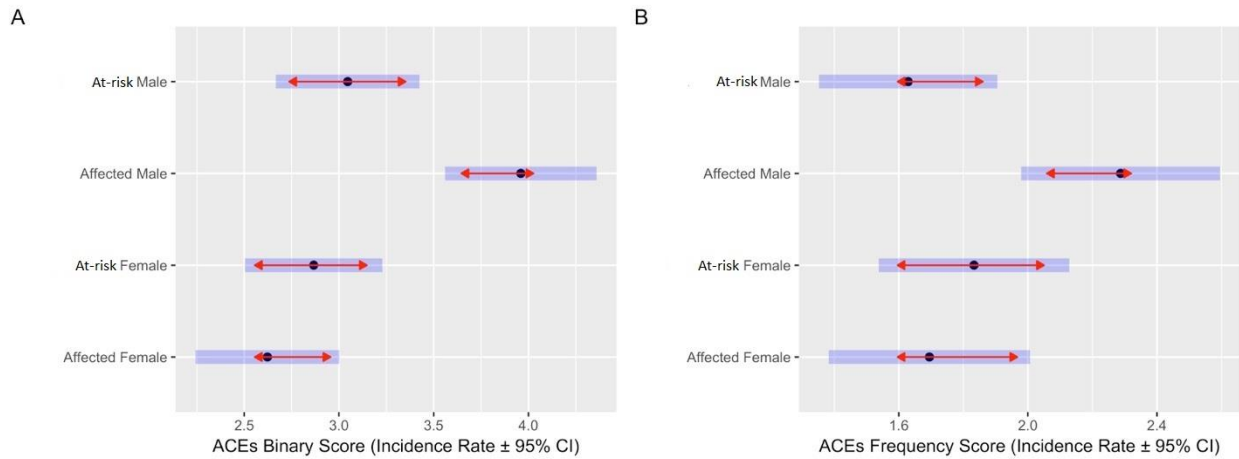 A
At-risk Male
Affected Male
At-risk Female
Affected Female
2.5 3.0 3.5 4.0
ACEs Binary Score (Incidence Rate ± 95% CI)
B
At-risk Male
Affected Male
At-risk Female
Affected Female
1.6 2.0 2.4
ACEs Frequency Score (Incidence Rate ± 95% CI)